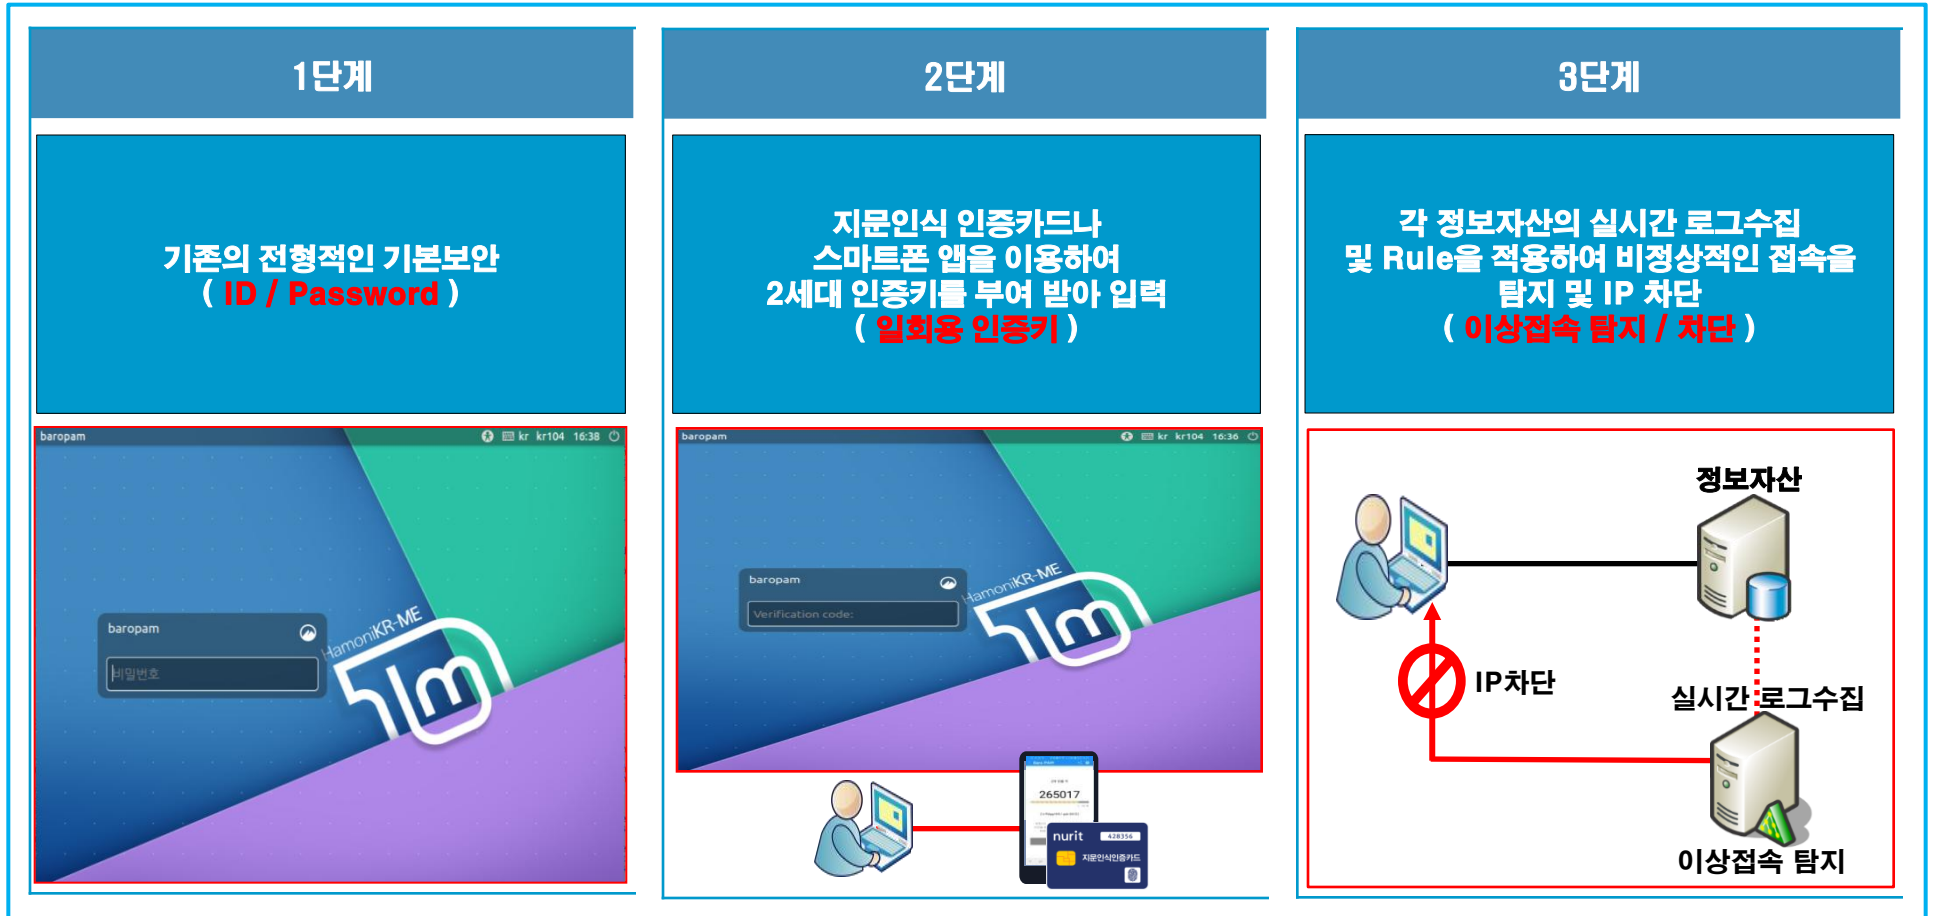 1단계
기존의 전형적인 기본보안
( ID / Password )
baropam
kr kr104 16:38
baropam
비밀번호
HamoniKR-ME
2단계
지문인식 인증카드나
스마트폰 앱을 이용하여
2세대 인증키를 부여 받아 입력
( 일회용 인증키 )
baropam
kr kr104 16:36
baropam
Verification code:
HamoniKR-ME
265017
nurit 428356
지문인식인증카드
3단계
각 정보자산의 실시간 로그수집
및 Rule을 적용하여 비정상적인 접속을
탐지 및 IP 차단
( 이상접속 탐지 / 차단 )
정보자산
IP차단
실시간 로그수집
이상접속 탐지